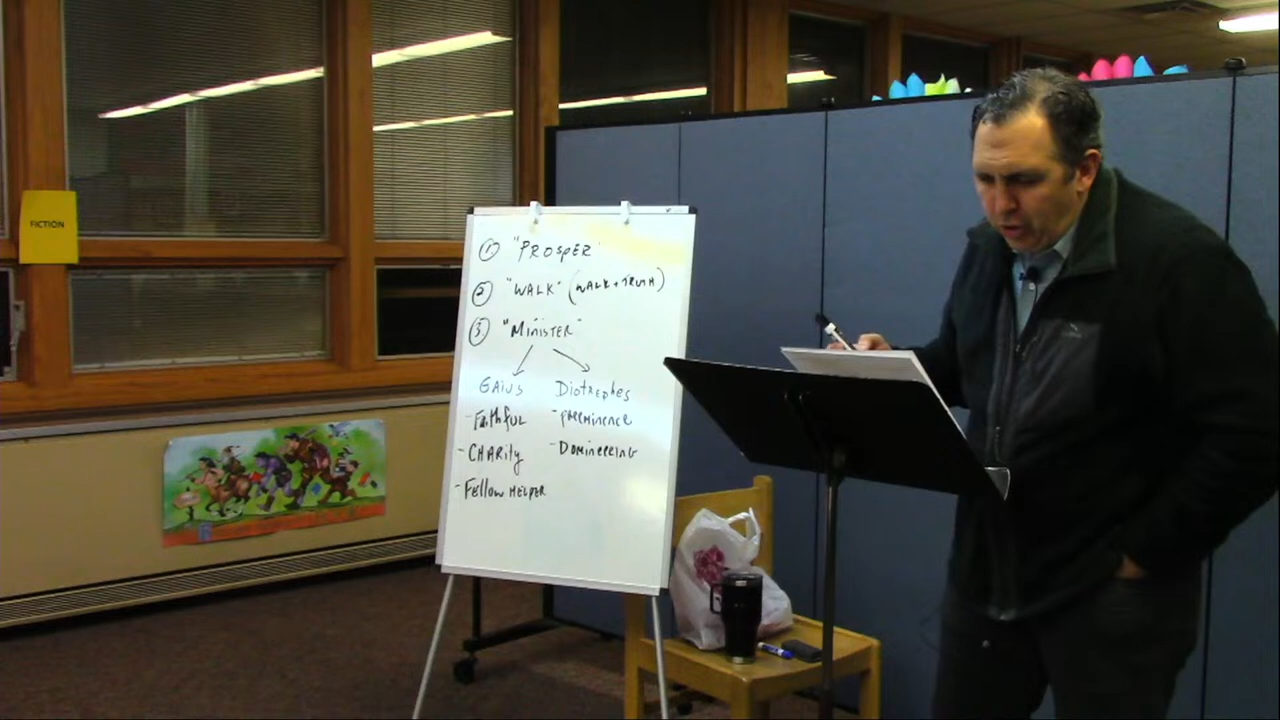 FICTION
① "PROSPER"
② "WALK" (WALK + TRUTH)
③ "MINISTER"
GAIUS DiotrepHes
- FaithfuL - PREEMINENCE
- CHARity - DOMINEERING
- FelloW HELPER